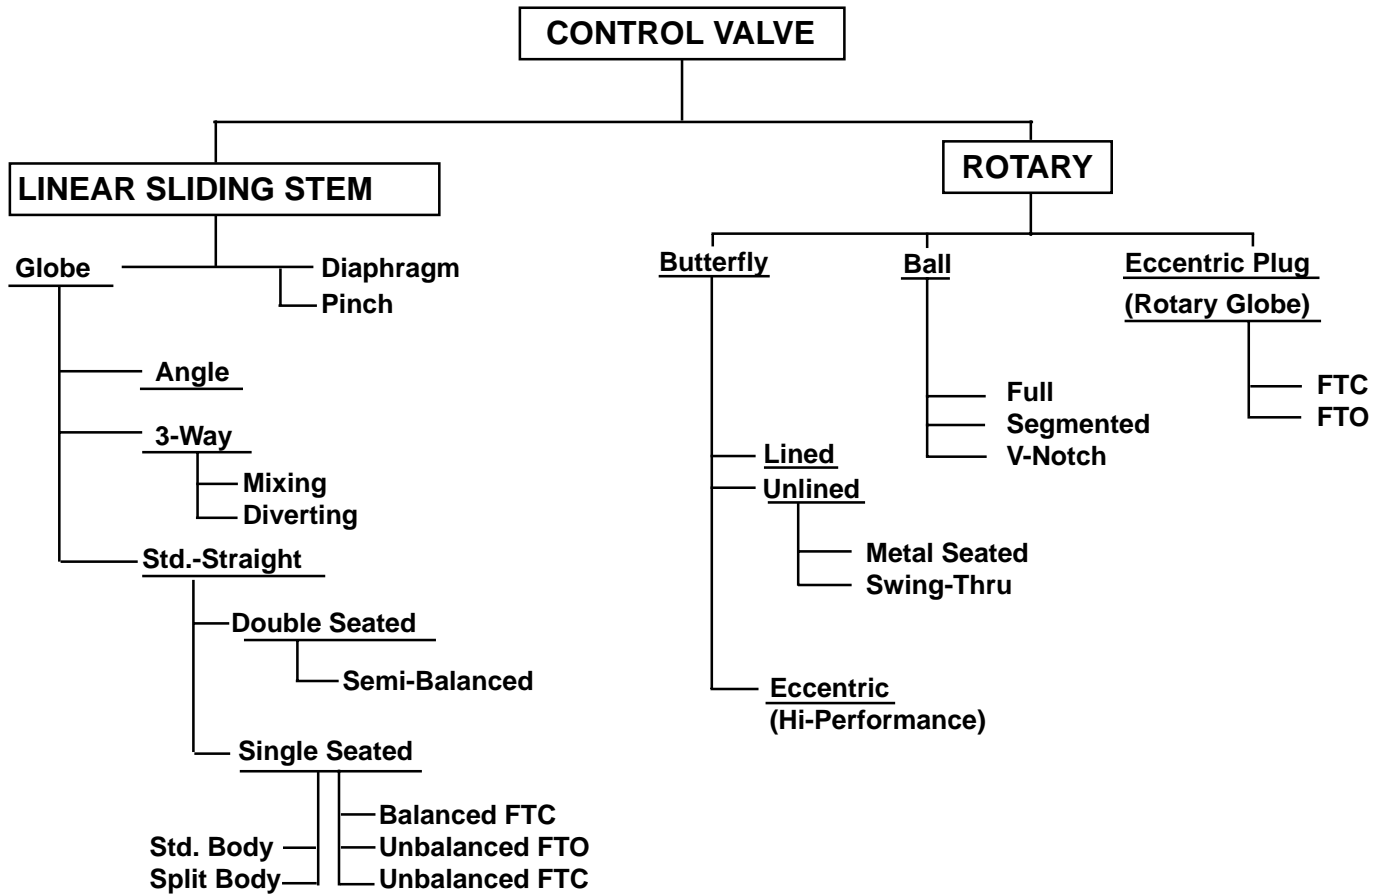 CONTROL VALVE
LINEAR SLIDING STEM
ROTARY
Globe
Diaphragm
Pinch
Angle
3-Way
Mixing
Diverting
Std.-Straight
Double Seated
Semi-Balanced
Single Seated
Std. Body
Split Body
Balanced FTC
Unbalanced FTO
Unbalanced FTC
Butterfly
Lined
Unlined
Metal Seated
Swing-Thru
Eccentric
(Hi-Performance)
Ball
Full
Segmented
V-Notch
Eccentric Plug
(Rotary Globe)
FTC
FTO